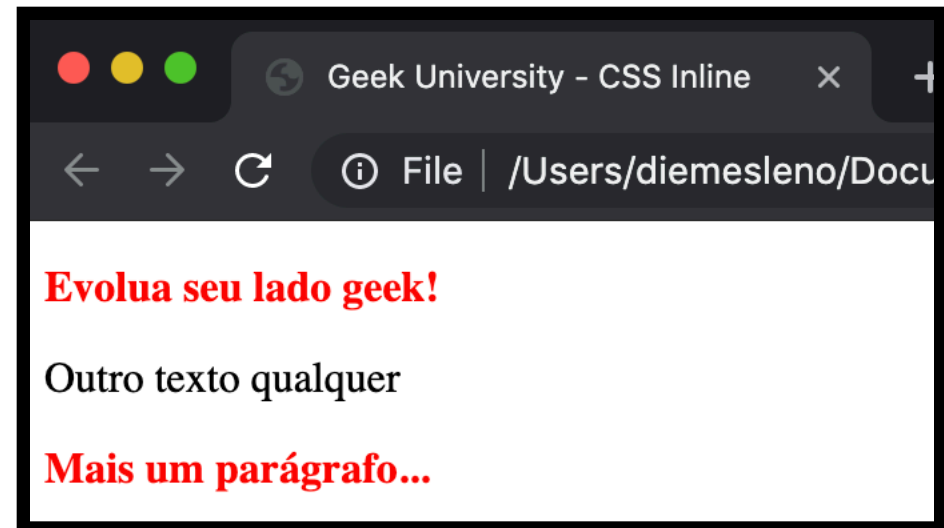 Geek University - CSS Inline
File /Users/diemesleno/Docu
Evolua seu lado geek!
Outro texto qualquer
Mais um parágrafo...